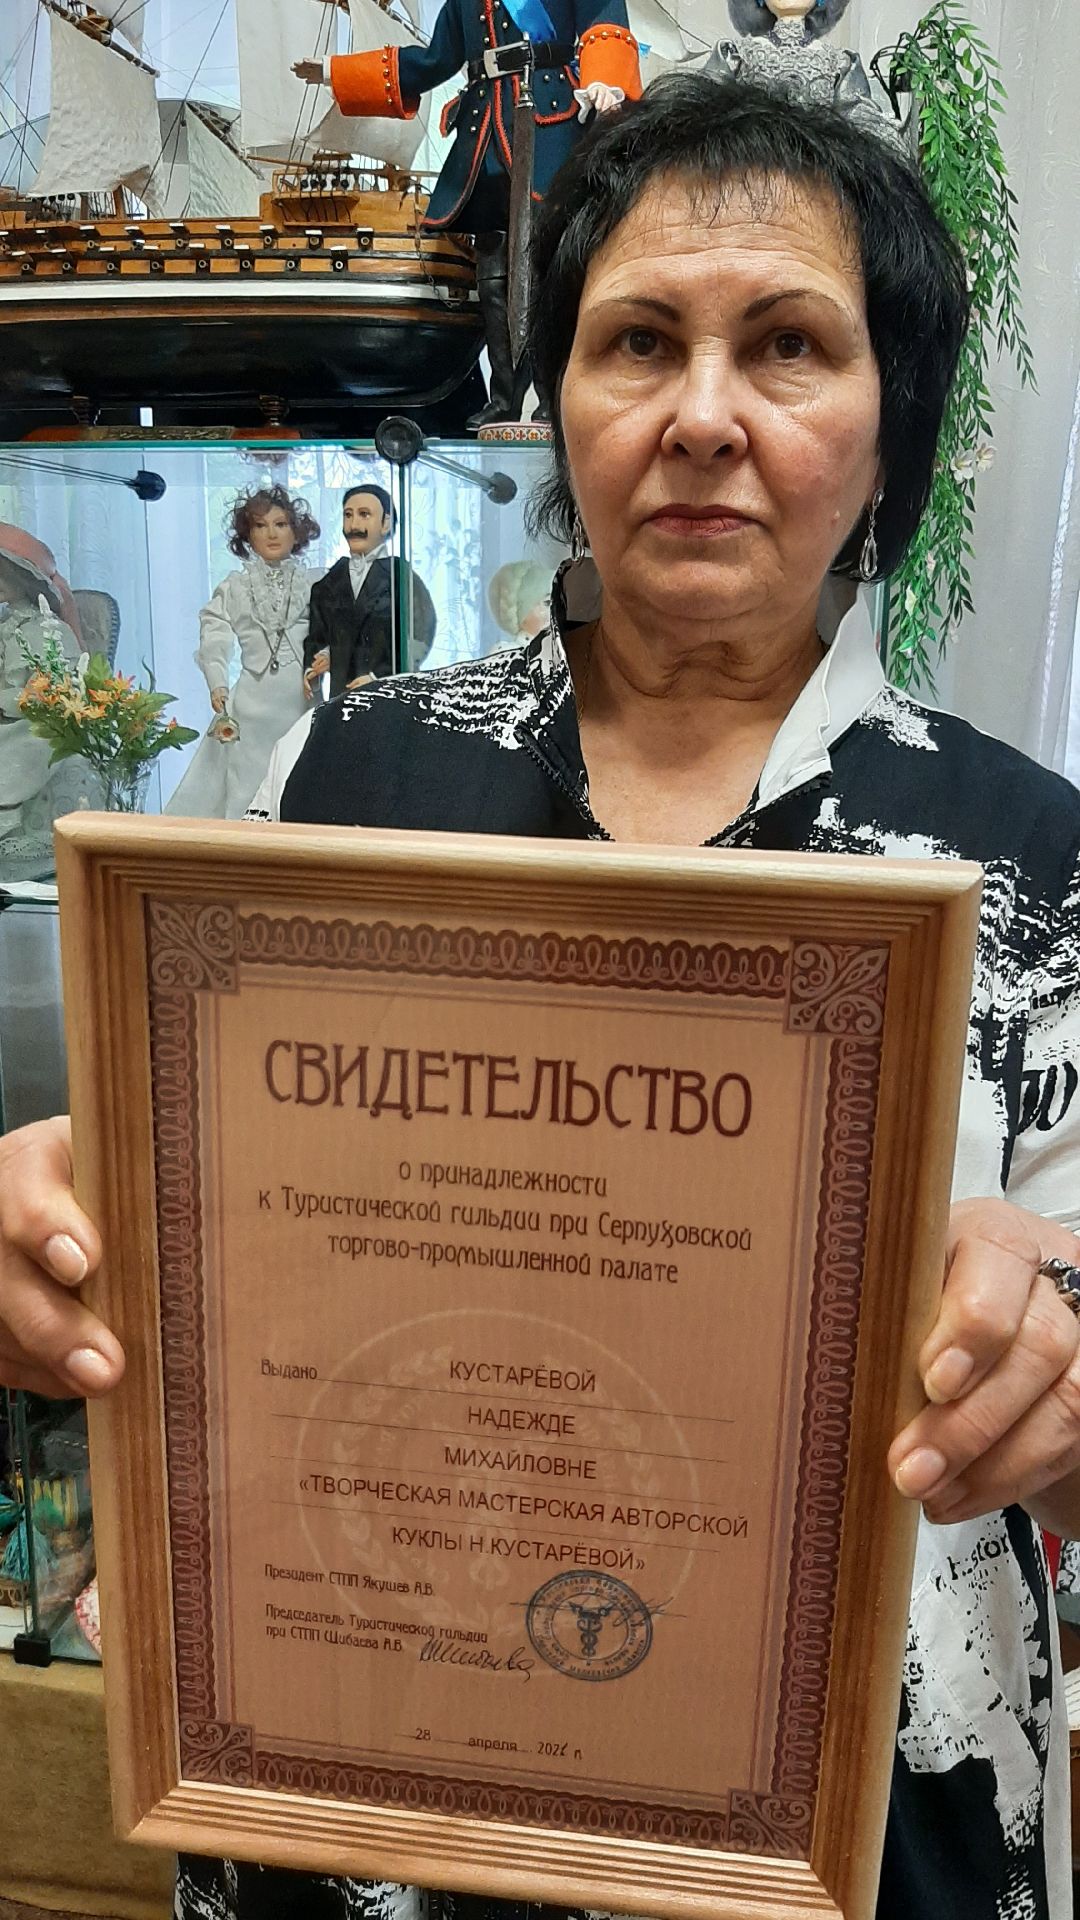 СВИДЕТЕЛЬСТВО
о принадлежности
к Туристической гильдии при Серпуховской
торгово-промышленной палате
Выдано КУСТАРЁВОЙ
НАДЕЖДЕ
МИХАЙЛОВНЕ
«ТВОРЧЕСКАЯ МАСТЕРСКАЯ АВТОРСКОЙ
КУКЛЫ Н.КУСТАРЁВОЙ»
Президент СТПП Якушев А.В.
Председатель Туристической гильдии
при СТПП Шибаева А.В.
28 апреля 2021 г.